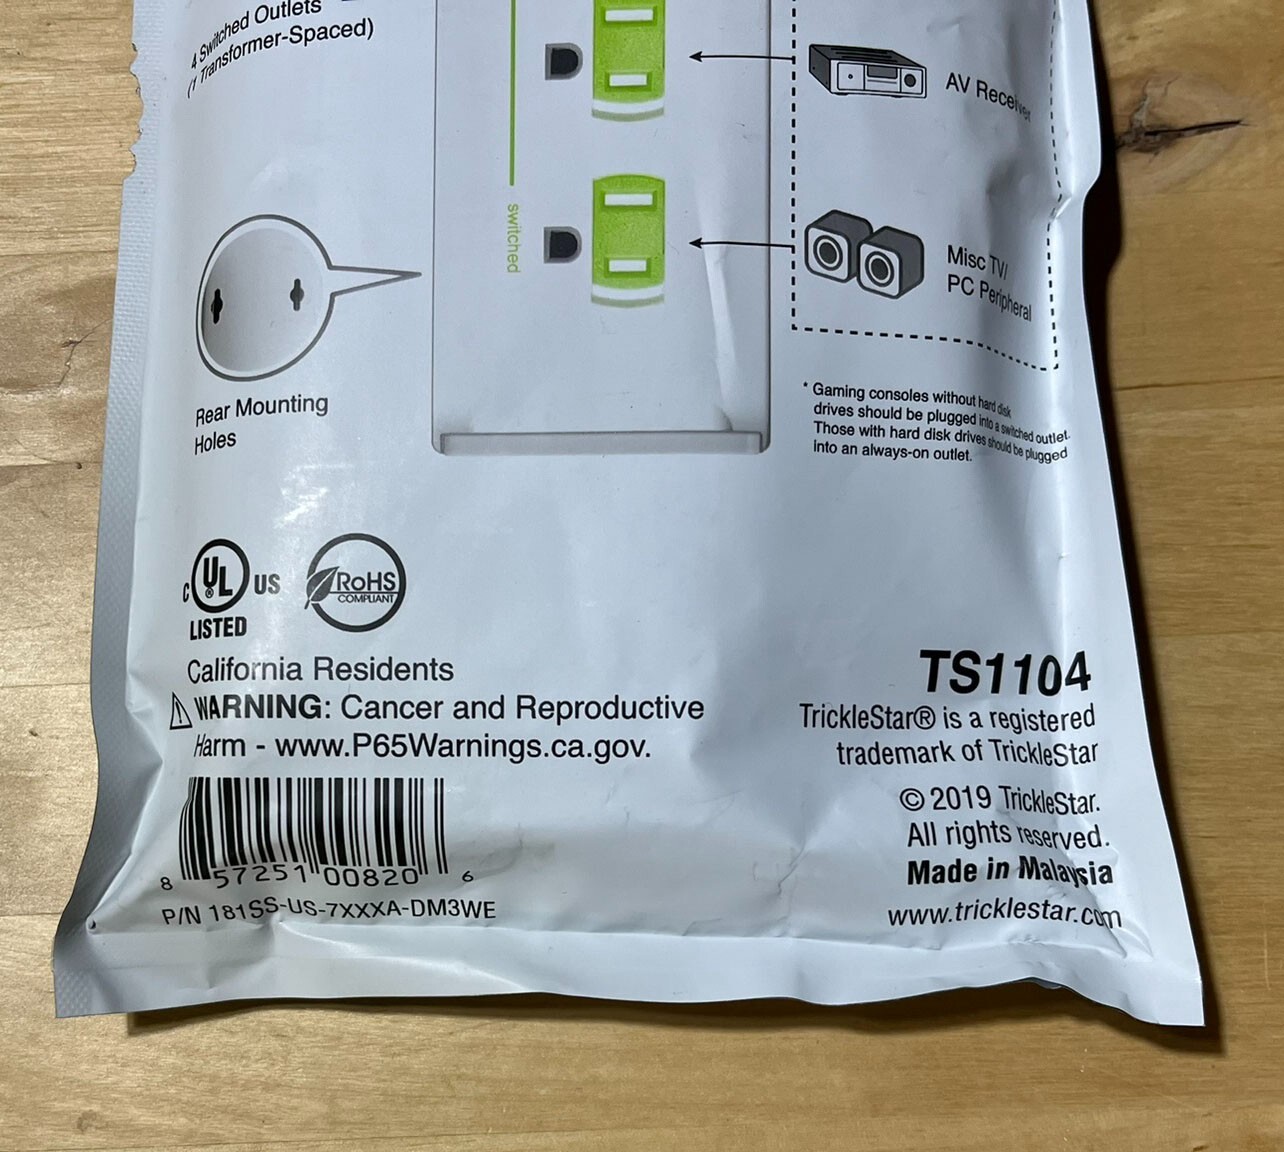 4 Switched Outlets
(1 Transformer-Spaced)
AV Receiver
switched
Misc TV/
PC Peripheral
Rear Mounting
Holes
* Gaming consoles without hard disk
drives should be plugged into a switched outlet.
Those with hard disk drives should be plugged
into an always-on outlet.
C UL ® US
LISTED
RoHS
COMPLIANT
California Residents
WARNING: Cancer and Reproductive
Harm - www.P65Warnings.ca.gov.
8 57251 00820 6
P/N 181SS-US-7XXXA-DM3WE
TS1104
TrickleStar® is a registered
trademark of TrickleStar
© 2019 TrickleStar.
All rights reserved.
Made in Malaysia
www.tricklestar.com